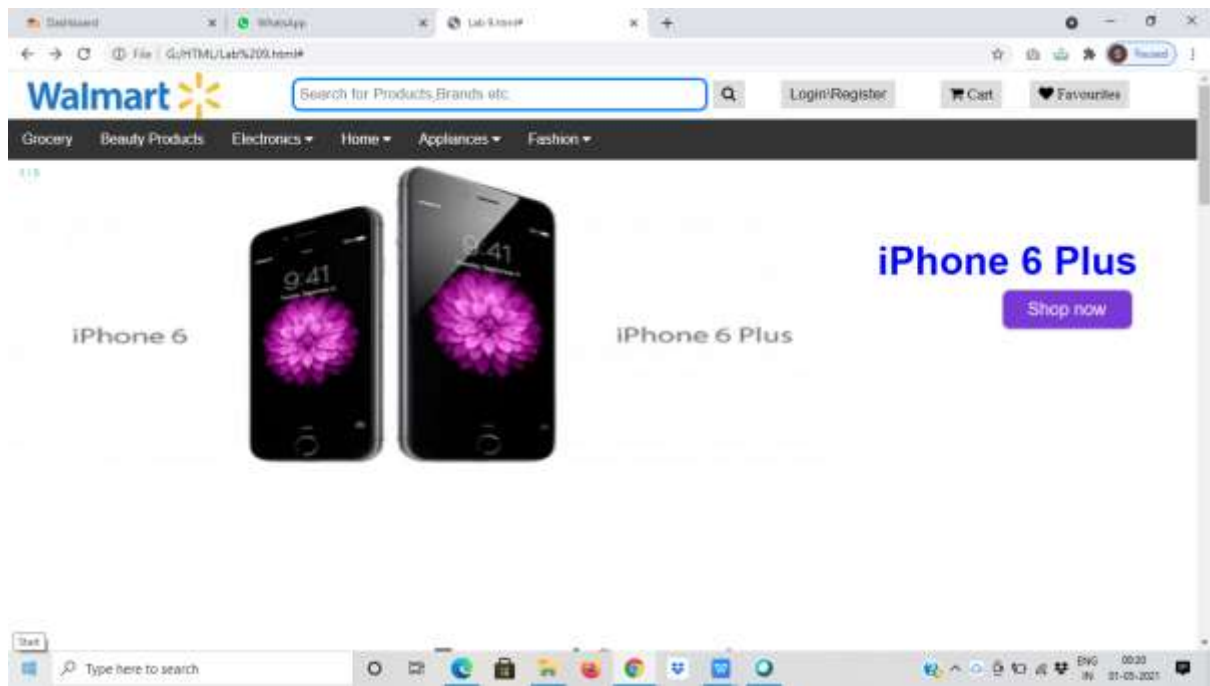 Dashboard WhatsApp Lab 9.html#
File G:/HTML/Lab%209.html# Paused
Walmart Search for Products,Brands etc. Login\Register Cart Favourites
Grocery Beauty Products Electronics Home Appliances Fashion
9:41
9:41
iPhone 6 Plus
Shop now
iPhone 6 iPhone 6 Plus
Start
Type here to search ENG 00:20
IN 01-05-2021